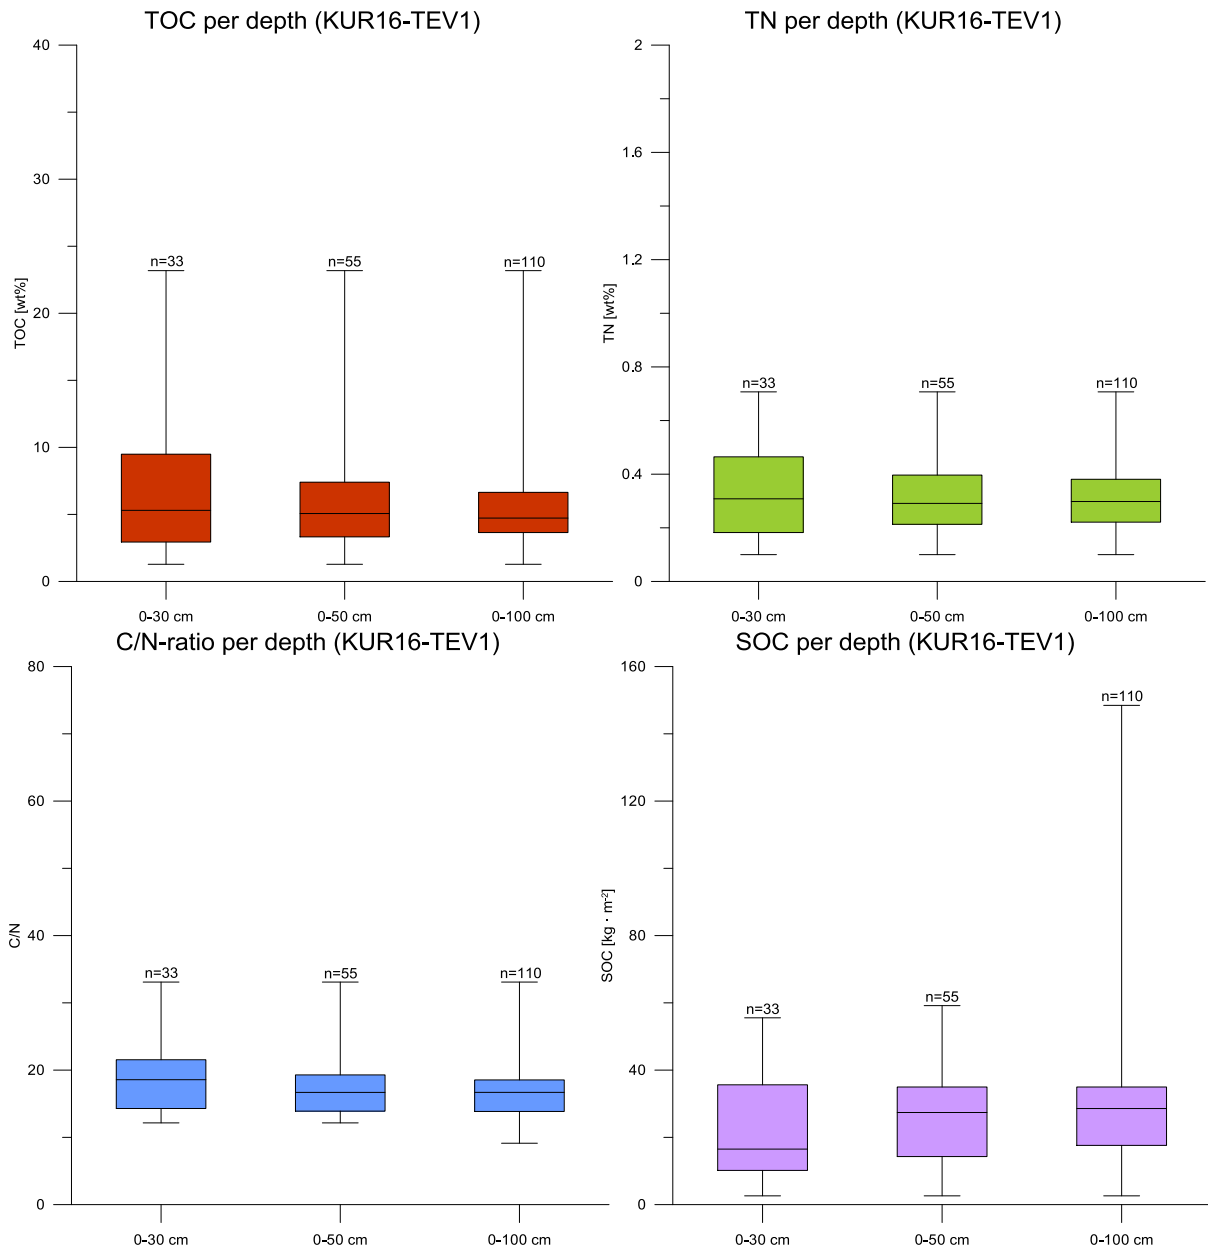 TOC per depth (KUR16-TEV1)
40
30
20
10
0
TOC [wt%]
n=33
n=55
n=110
0-30 cm
0-50 cm
0-100 cm
TN per depth (KUR16-TEV1)
2
1.6
1.2
0.8
0.4
0
TN [wt%]
n=33
n=55
n=110
0-30 cm
0-50 cm
0-100 cm
C/N-ratio per depth (KUR16-TEV1)
80
60
40
20
0
C/N
n=33
n=55
n=110
0-30 cm
0-50 cm
0-100 cm
SOC per depth (KUR16-TEV1)
160
120
80
40
0
SOC [kg · m⁻²]
n=33
n=55
n=110
0-30 cm
0-50 cm
0-100 cm